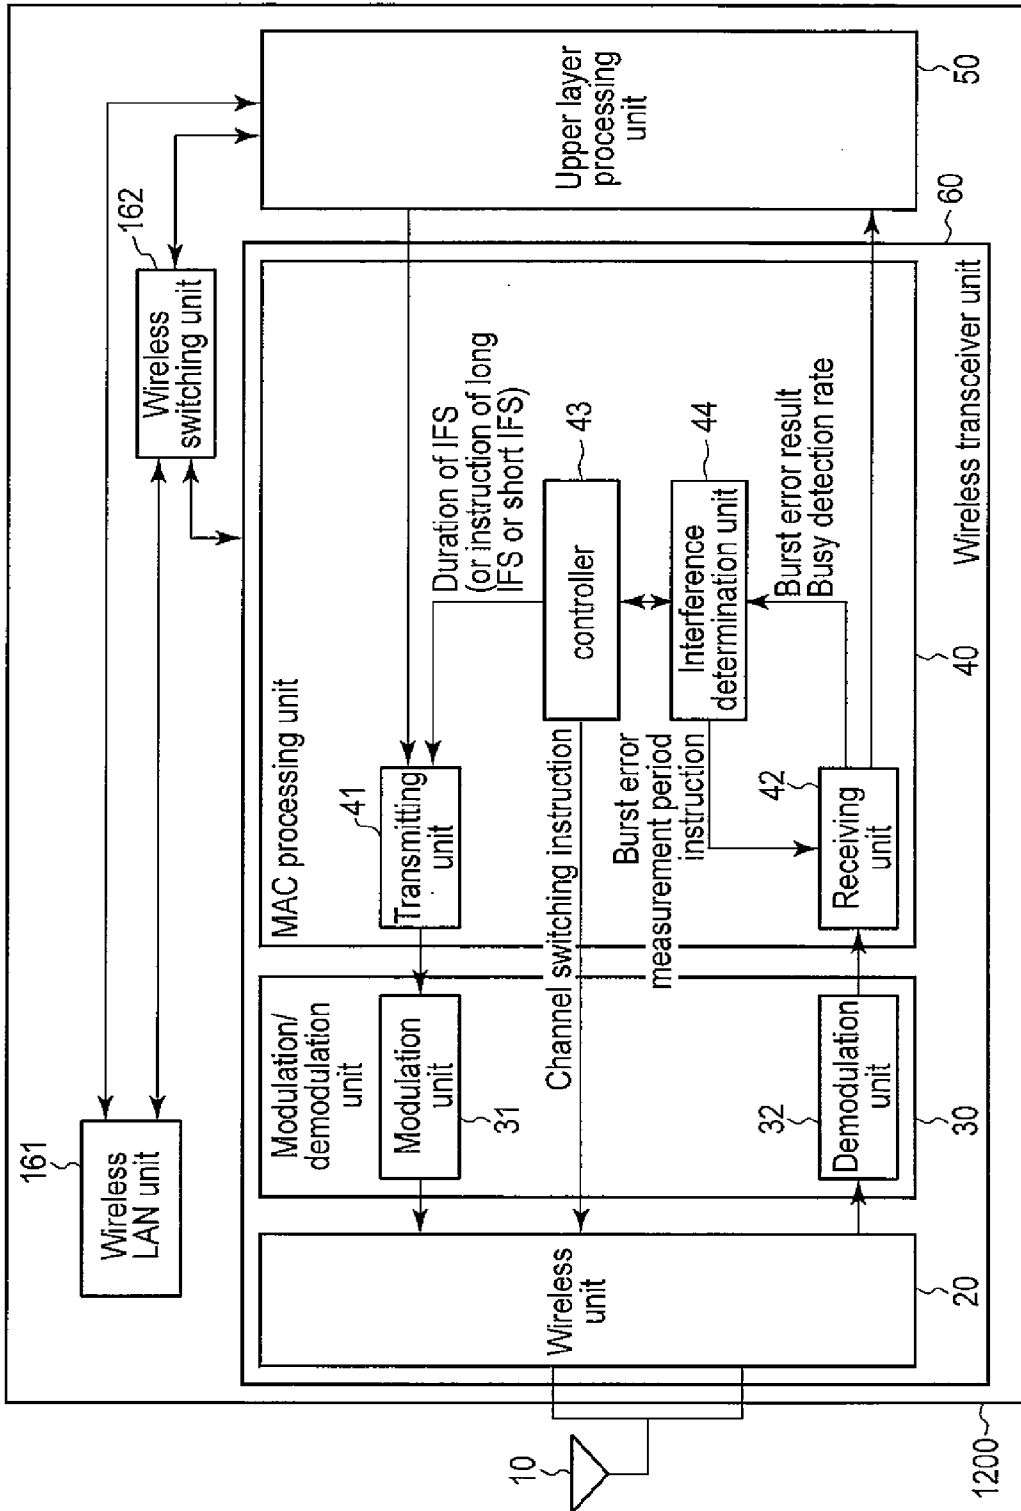 161
Wireless
LAN unit
162
Wireless
switching unit
Upper layer
processing
unit
50
60
Wireless transceiver unit
MAC processing unit
40
41
Transmitting
unit
Duration of IFS
(or instruction of long
IFS or short IFS)
43
controller
44
Interference
determination unit
Channel switching instruction
Burst error
measurement period
instruction
Burst error result
Busy detection rate
42
Receiving
unit
Modulation/
demodulation
unit
Modulation
unit
31
32
Demodulation
unit
30
Wireless
unit
20
10
1200